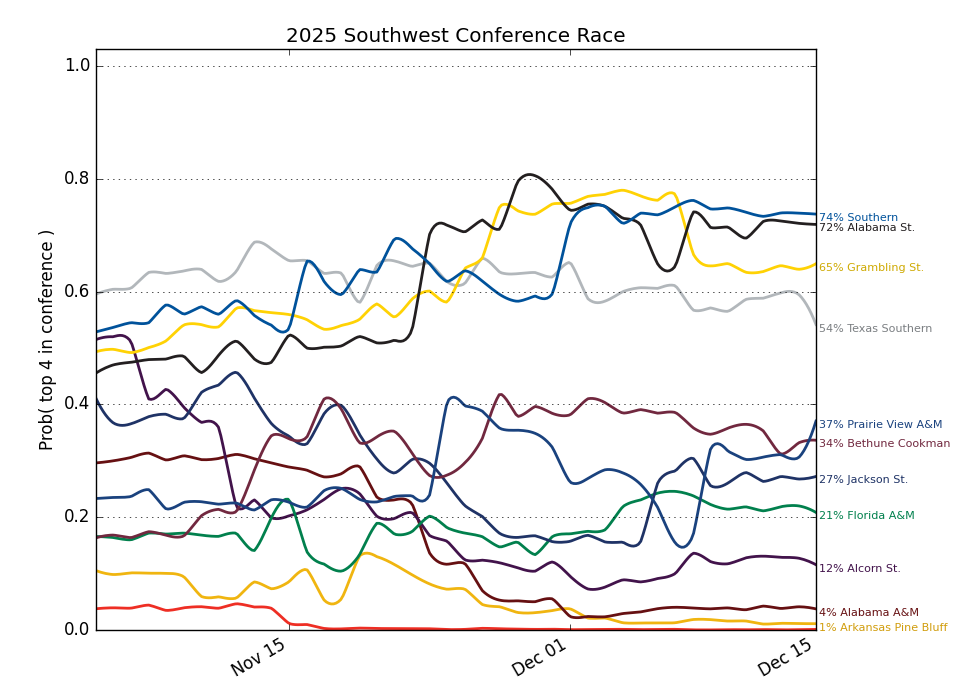 2025 Southwest Conference Race
Prob( top 4 in conference )
1.0
0.8
0.6
0.4
0.2
0.0
Nov 15
Dec 01
Dec 15
74% Southern
72% Alabama St.
65% Grambling St.
54% Texas Southern
37% Prairie View A&M
34% Bethune Cookman
27% Jackson St.
21% Florida A&M
12% Alcorn St.
4% Alabama A&M
1% Arkansas Pine Bluff